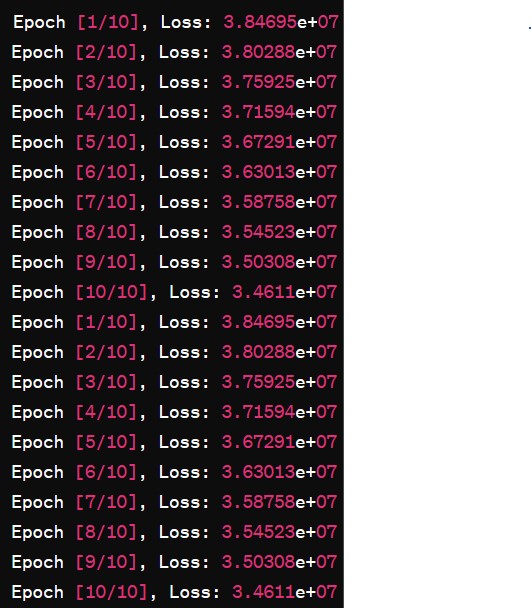 Epoch [1/10], Loss: 3.84695e+07
Epoch [2/10], Loss: 3.80288e+07
Epoch [3/10], Loss: 3.75925e+07
Epoch [4/10], Loss: 3.71594e+07
Epoch [5/10], Loss: 3.67291e+07
Epoch [6/10], Loss: 3.63013e+07
Epoch [7/10], Loss: 3.58758e+07
Epoch [8/10], Loss: 3.54523e+07
Epoch [9/10], Loss: 3.50308e+07
Epoch [10/10], Loss: 3.4611e+07
Epoch [1/10], Loss: 3.84695e+07
Epoch [2/10], Loss: 3.80288e+07
Epoch [3/10], Loss: 3.75925e+07
Epoch [4/10], Loss: 3.71594e+07
Epoch [5/10], Loss: 3.67291e+07
Epoch [6/10], Loss: 3.63013e+07
Epoch [7/10], Loss: 3.58758e+07
Epoch [8/10], Loss: 3.54523e+07
Epoch [9/10], Loss: 3.50308e+07
Epoch [10/10], Loss: 3.4611e+07